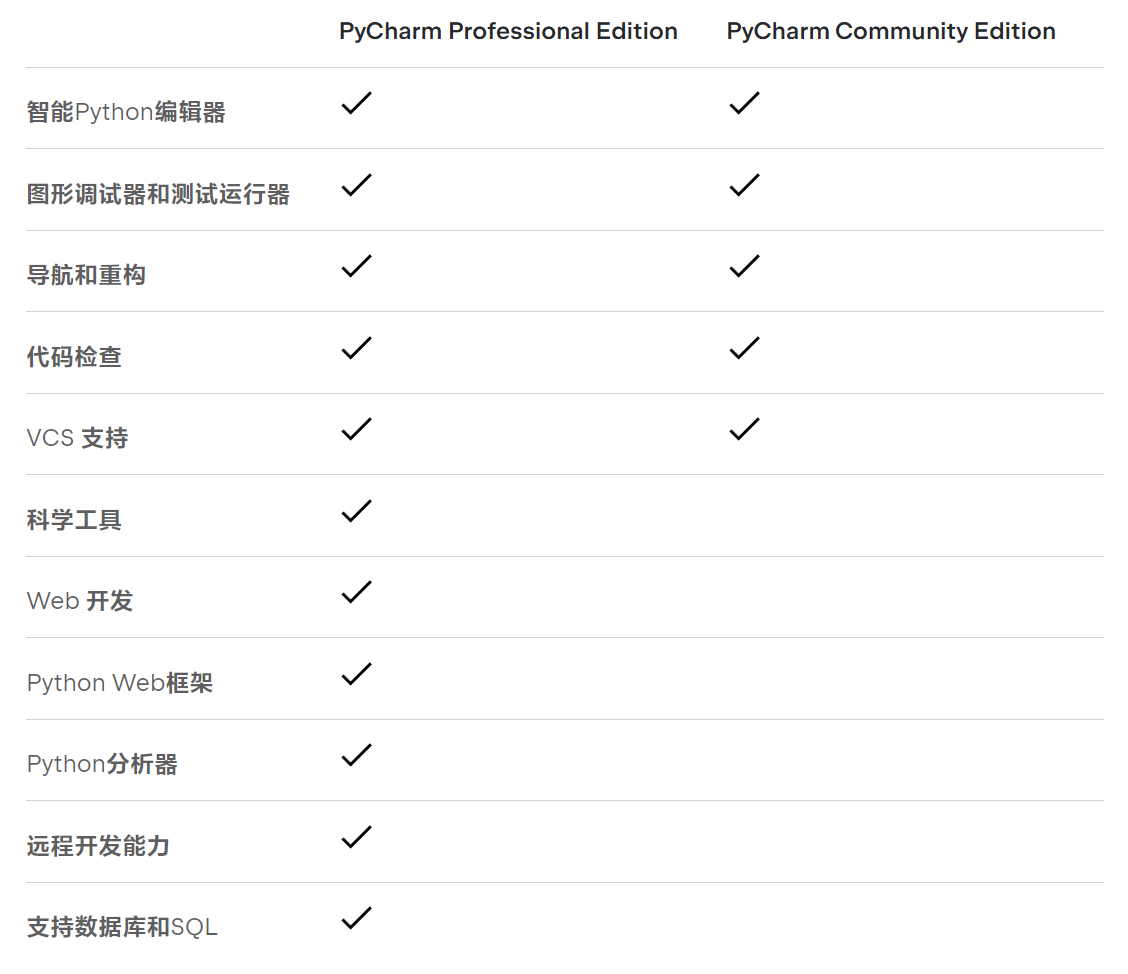 PyCharm Professional Edition PyCharm Community Edition
智能Python编辑器
图形调试器和测试运行器
导航和重构
代码检查
VCS 支持
科学工具
Web 开发
Python Web框架
Python分析器
远程开发能力
支持数据库和SQL